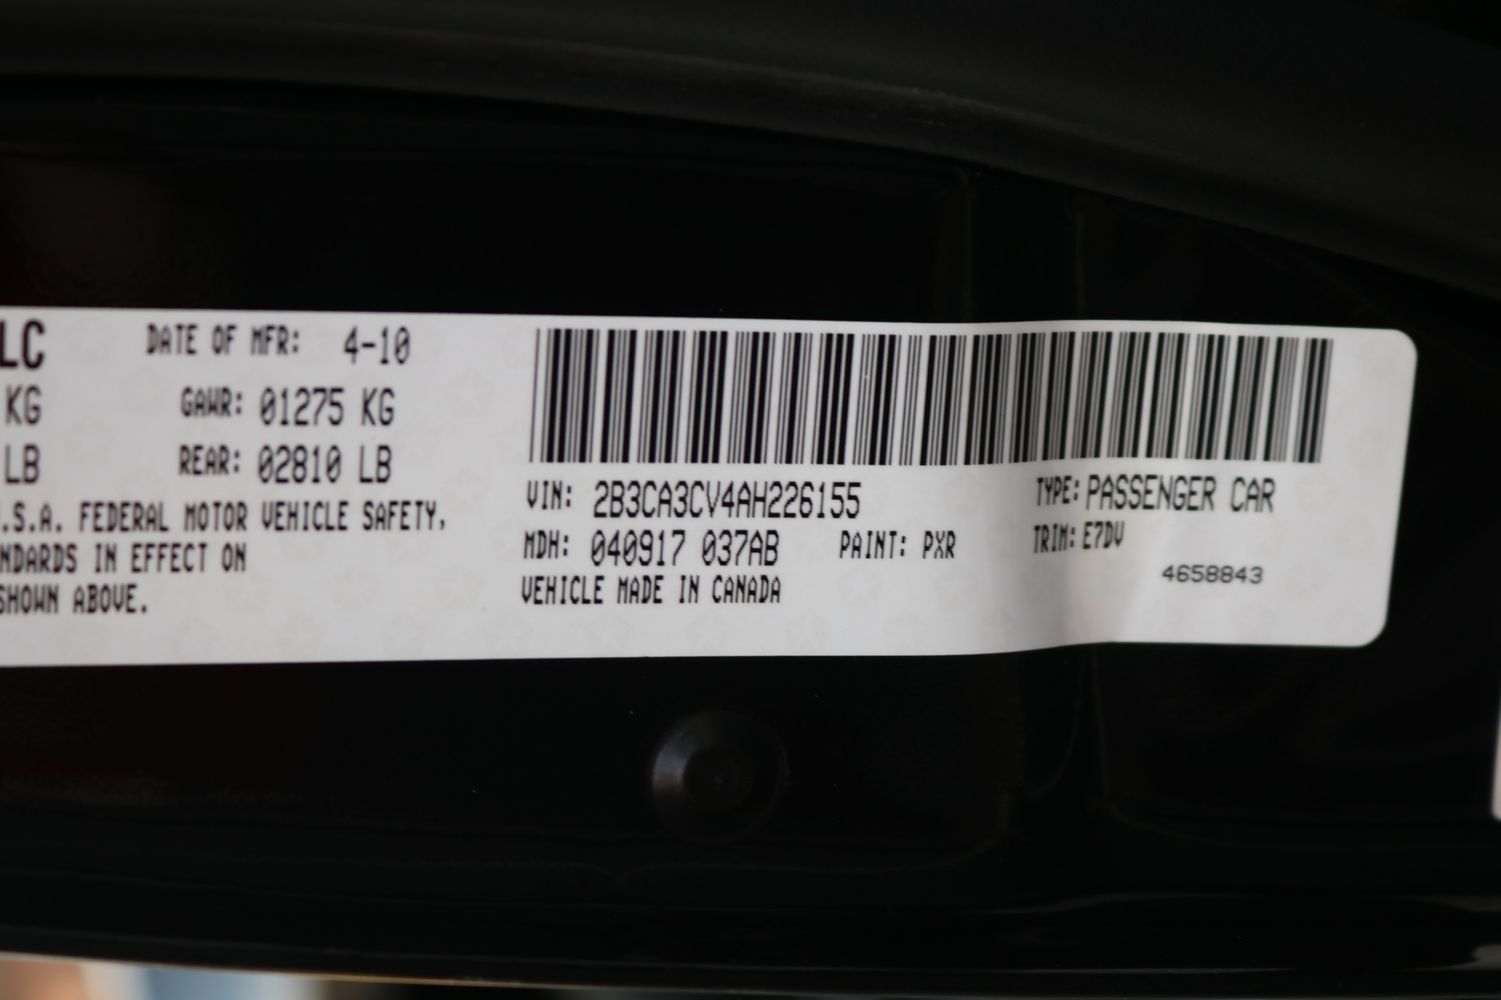 LC DATE OF MFR: 4-10
KG GAWR: 01275 KG
LB REAR: 02810 LB
.S.A. FEDERAL MOTOR VEHICLE SAFETY,
NDARDS IN EFFECT ON
SHOWN ABOVE.
VIN: 2B3CA3CV4AH226155 TYPE: PASSENGER CAR
MDH: 040917 037AB PAINT: PXR TRIM: E7DV
VEHICLE MADE IN CANADA 4658843